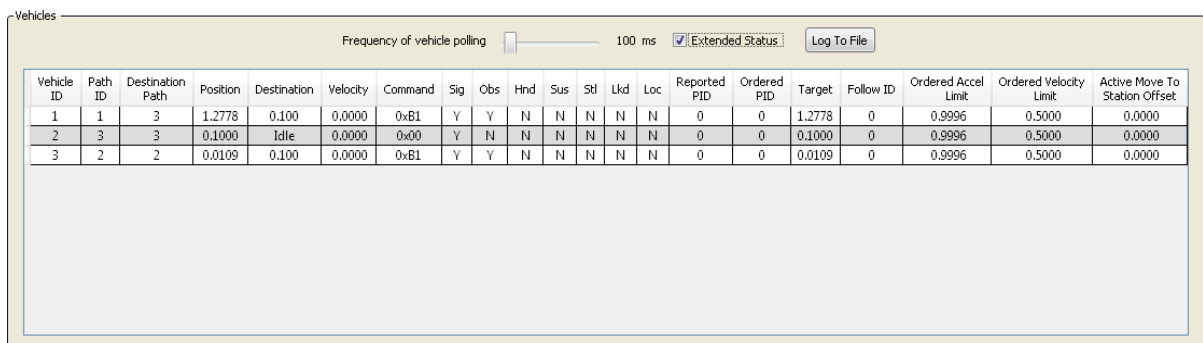 Vehicles
Frequency of vehicle polling 100 ms Extended Status Log To File
Vehicle ID Path ID Destination Path Position Destination Velocity Command Sig Obs Hnd Sus Stl Lkd Loc Reported PID Ordered PID Target Follow ID Ordered Accel Limit Ordered Velocity Limit Active Move To Station Offset
1 1 3 1.2778 0.100 0.0000 0xB1 Y Y N N N N N 0 0 1.2778 0 0.9996 0.5000 0.0000
2 3 3 0.1000 Idle 0.0000 0x00 Y N N N N N N 0 0 0.1000 0 0.9996 0.5000 0.0000
3 2 2 0.0109 0.100 0.0000 0xB1 Y Y N N N N N 0 0 0.0109 0 0.9996 0.5000 0.0000